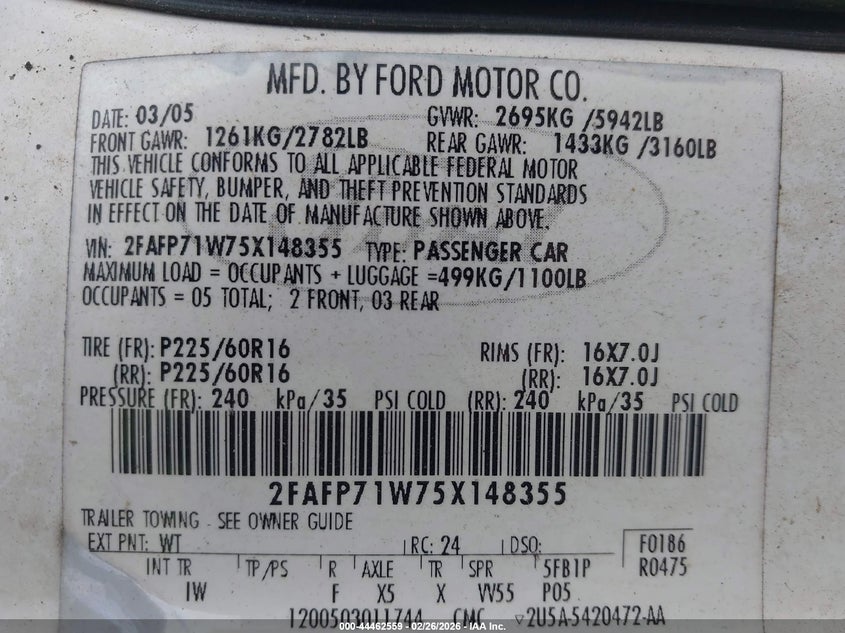 MFD. BY FORD MOTOR CO.
DATE: 03/05 GVWR: 2695KG /5942LB
FRONT GAWR: 1261KG/2782LB REAR GAWR: 1433KG /3160LB
THIS VEHICLE CONFORMS TO ALL APPLICABLE FEDERAL MOTOR
VEHICLE SAFETY, BUMPER, AND THEFT PREVENTION STANDARDS
IN EFFECT ON THE DATE OF MANUFACTURE SHOWN ABOVE.
VIN: 2FAFP71W75X148355 TYPE: PASSENGER CAR
MAXIMUM LOAD = OCCUPANTS + LUGGAGE =499KG/1100LB
OCCUPANTS = 05 TOTAL; 2 FRONT, 03 REAR
TIRE (FR): P225/60R16 RIMS (FR): 16X7.0J
(RR): P225/60R16 (RR): 16X7.0J
PRESSURE (FR): 240 kPa/35 PSI COLD (RR): 240 kPa/35 PSI COLD
2FAFP71W75X148355
TRAILER TOWING - SEE OWNER GUIDE
EXT PNT: WT RC: 24 DSO: F0186
INT TR TP/PS R AXLE TR SPR 5FB1P R0475
IW F X5 X VV55 P05
1200503011744 CMC ▽2U5A-5420472-AA
000-44462559 - 02/26/2026 - IAA Inc.